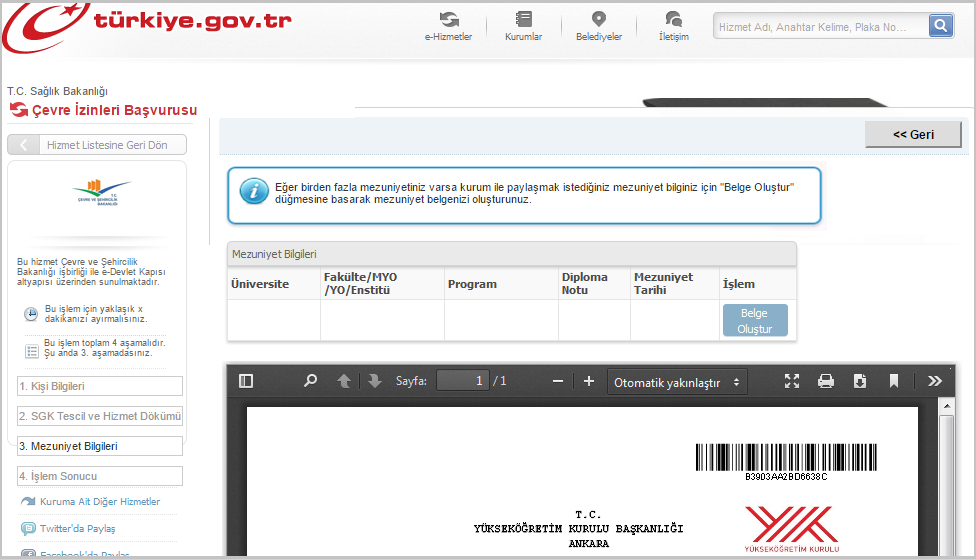 türkiye.gov.tr
e-Hizmetler
Kurumlar
Belediyeler
İletişim
Hizmet Adı, Anahtar Kelime, Plaka No…
T.C. Sağlık Bakanlığı
Çevre İzinleri Başvurusu
Hizmet Listesine Geri Dön
<< Geri
T.C.
ÇEVRE VE ŞEHİRCİLİK
BAKANLIĞI
Eğer birden fazla mezuniyetiniz varsa kurum ile paylaşmak istediğiniz mezuniyet bilginiz için "Belge Oluştur"
düğmesine basarak mezuniyet belgenizi oluşturunuz.
Bu hizmet Çevre ve Şehircilik
Bakanlığı işbirliği ile e-Devlet Kapısı
altyapısı üzerinden sunulmaktadır.
Bu işlem için yaklaşık x
dakikanızı ayırmalısınız.
Bu işlem toplam 4 aşamalıdır.
Şu anda 3. aşamadasınız.
1. Kişi Bilgileri
2. SGK Tescil ve Hizmet Dökümü
3. Mezuniyet Bilgileri
4. İşlem Sonucu
Kuruma Ait Diğer Hizmetler
Twitter'da Paylaş
Facebook'da Paylaş
Mezuniyet Bilgileri
Üniversite
Fakülte/MYO
/YO/Enstitü
Program
Diploma
Notu
Mezuniyet
Tarihi
İşlem
Belge
Oluştur
Sayfa: 1 / 1
Otomatik yakınlaştır
B3903AA2BD6638C
T.C.
YÜKSEKÖĞRETİM KURULU BAŞKANLIĞI
ANKARA
YÜKSEKÖĞRETİM KURULU